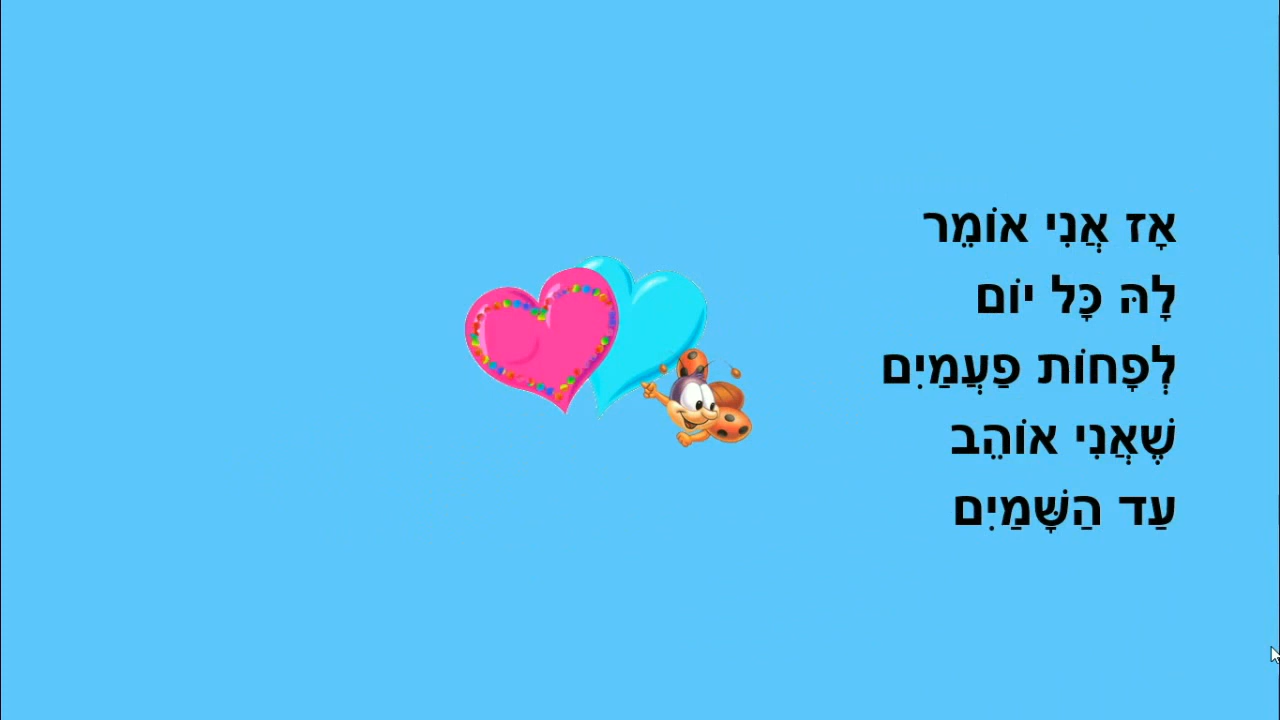 אָז אֲנִי אוֹמֵר
לָהּ כָּל יוֹם
לְפָחוֹת פַּעֲמַיִם
שֶׁאֲנִי אוֹהֵב
עַד הַשָּׁמַיִם